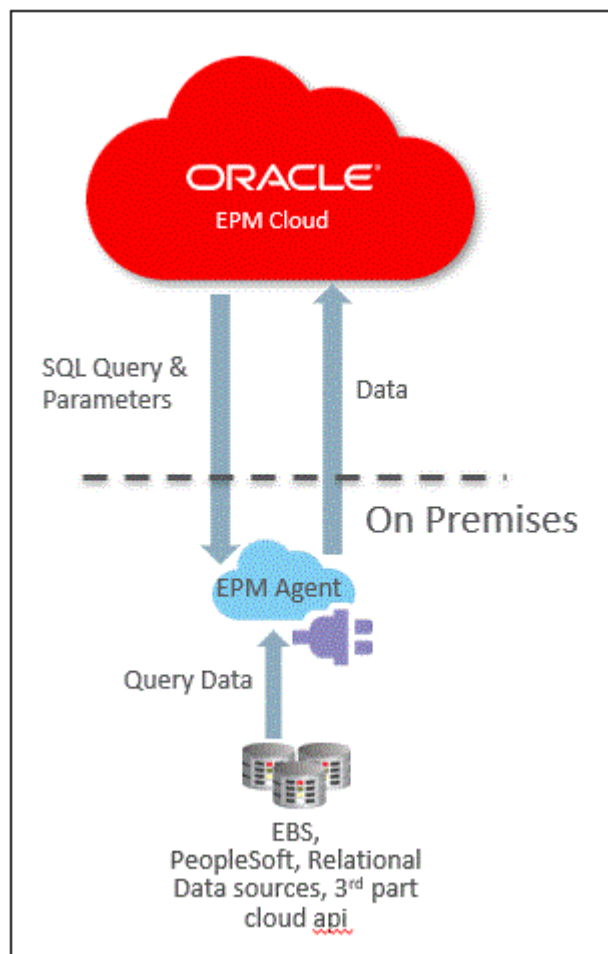 ORACLE®
EPM Cloud
SQL Query &
Parameters
Data
On Premises
EPM Agent
Query Data
EBS,
PeopleSoft, Relational
Data sources, 3rd part
cloud api